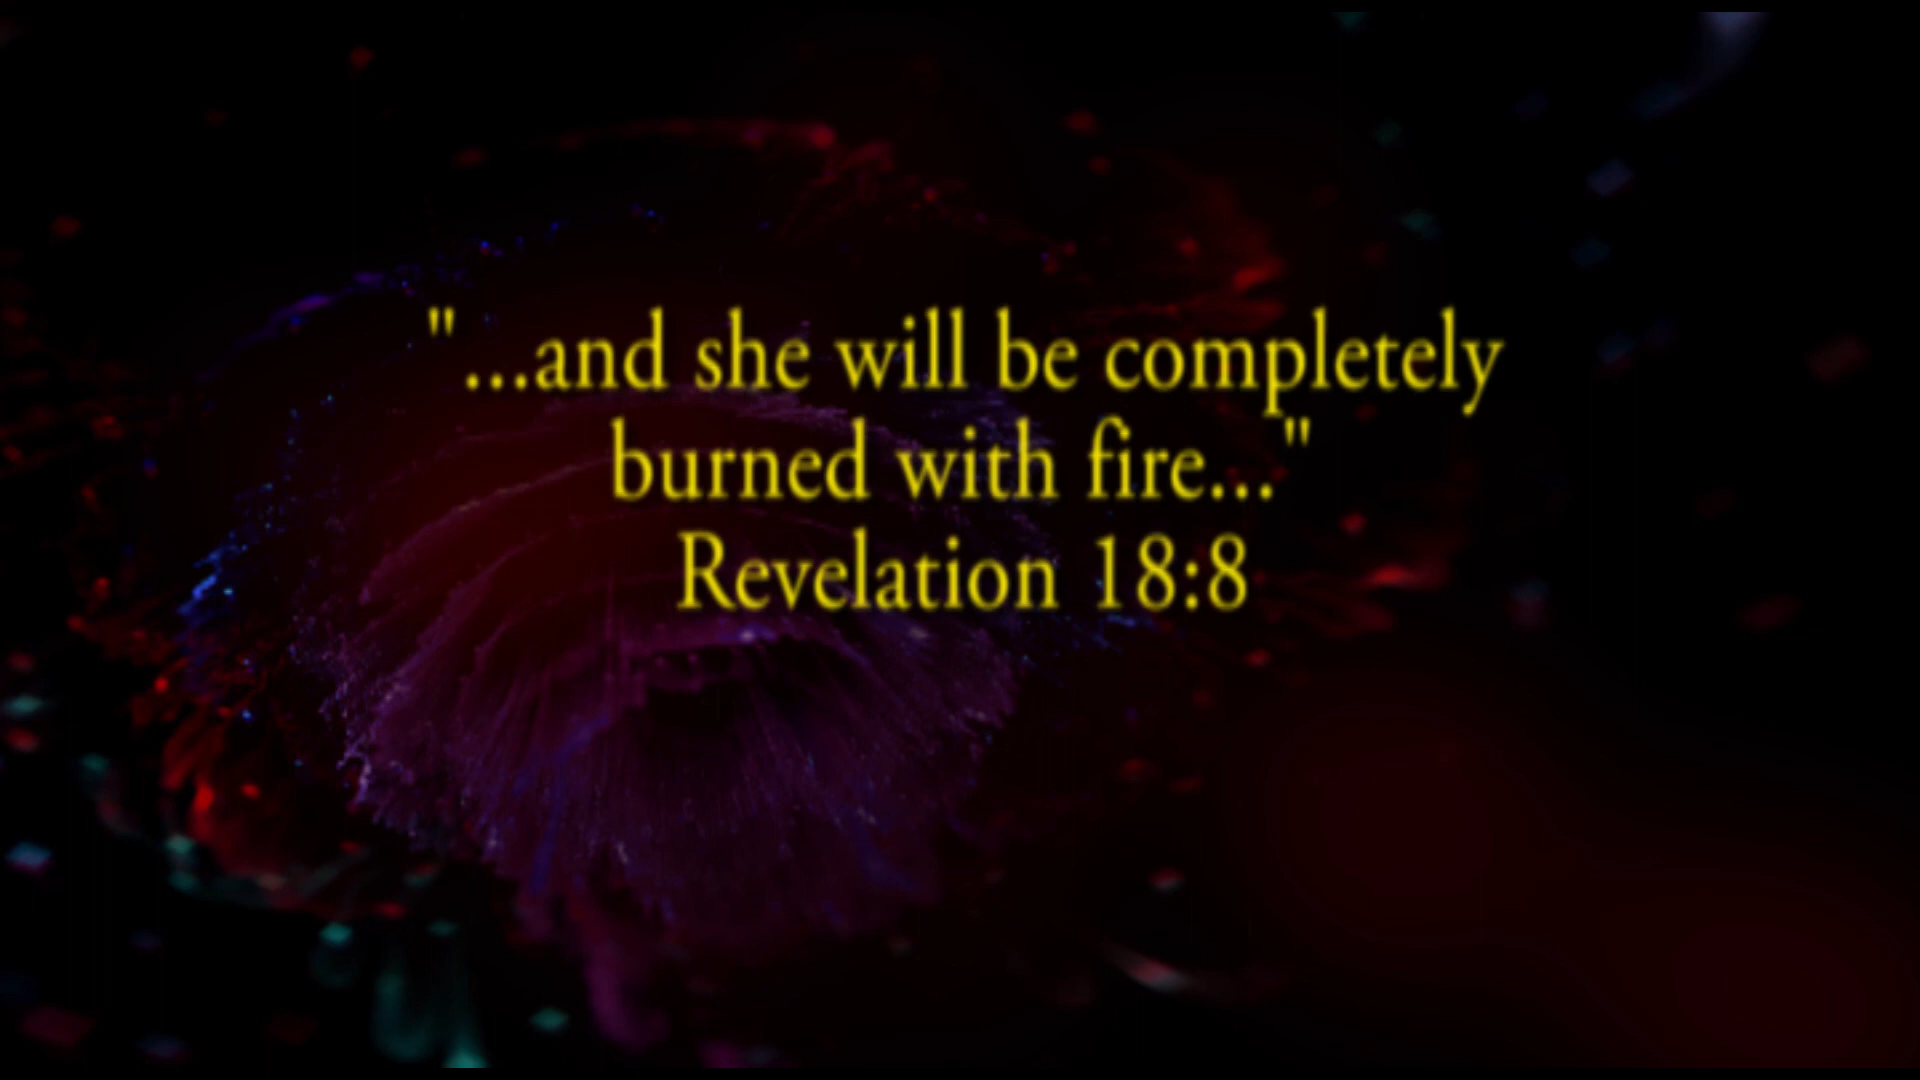 "...and she will be completely
burned with fire..."
Revelation 18:8